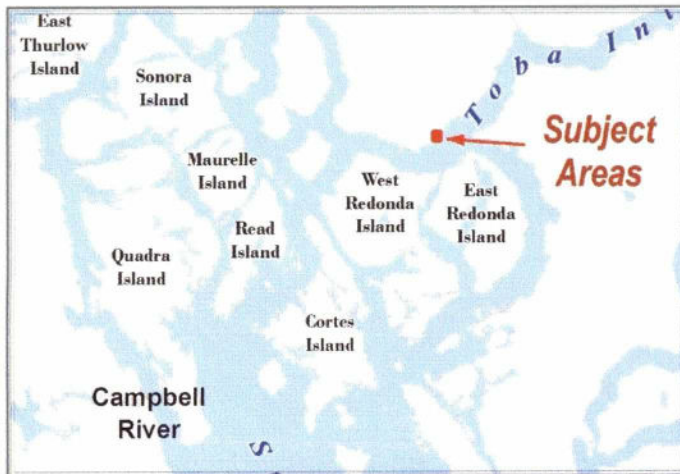 East
Thurlow
Island
Sonora
Island
Toba In
Subject
Areas
Maurelle
Island
West
Redonda
Island
East
Redonda
Island
Read
Island
Quadra
Island
Cortes
Island
Campbell
River
S